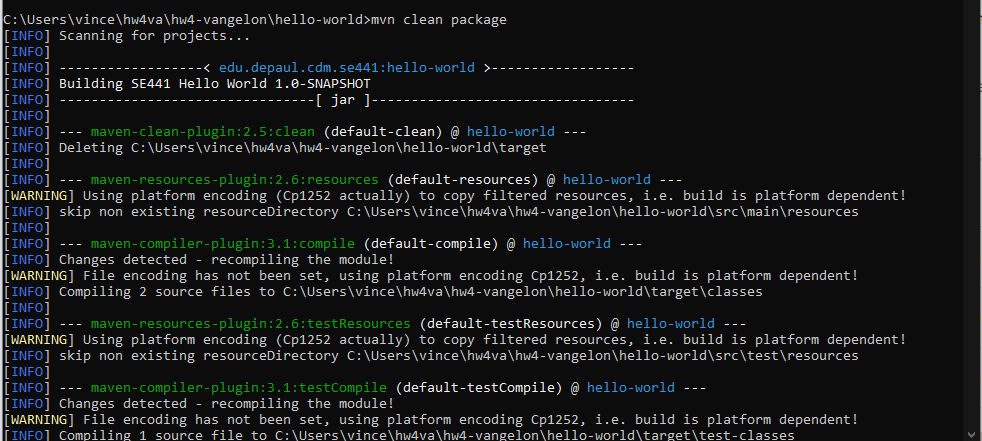 C:\Users\vince\hw4va\hw4-vangelon\hello-world>mvn clean package
[INFO] Scanning for projects...
[INFO]
[INFO] ------------------< edu.depaul.cdm.se441:hello-world >------------------
[INFO] Building SE441 Hello World 1.0-SNAPSHOT
[INFO] --------------------------------[ jar ]---------------------------------
[INFO]
[INFO] --- maven-clean-plugin:2.5:clean (default-clean) @ hello-world ---
[INFO] Deleting C:\Users\vince\hw4va\hw4-vangelon\hello-world\target
[INFO]
[INFO] --- maven-resources-plugin:2.6:resources (default-resources) @ hello-world ---
[WARNING] Using platform encoding (Cp1252 actually) to copy filtered resources, i.e. build is platform dependent!
[INFO] skip non existing resourceDirectory C:\Users\vince\hw4va\hw4-vangelon\hello-world\src\main\resources
[INFO]
[INFO] --- maven-compiler-plugin:3.1:compile (default-compile) @ hello-world ---
[INFO] Changes detected - recompiling the module!
[WARNING] File encoding has not been set, using platform encoding Cp1252, i.e. build is platform dependent!
[INFO] Compiling 2 source files to C:\Users\vince\hw4va\hw4-vangelon\hello-world\target\classes
[INFO]
[INFO] --- maven-resources-plugin:2.6:testResources (default-testResources) @ hello-world ---
[WARNING] Using platform encoding (Cp1252 actually) to copy filtered resources, i.e. build is platform dependent!
[INFO] skip non existing resourceDirectory C:\Users\vince\hw4va\hw4-vangelon\hello-world\src\test\resources
[INFO]
[INFO] --- maven-compiler-plugin:3.1:testCompile (default-testCompile) @ hello-world ---
[INFO] Changes detected - recompiling the module!
[WARNING] File encoding has not been set, using platform encoding Cp1252, i.e. build is platform dependent!
[INFO] Compiling 1 source file to C:\Users\vince\hw4va\hw4-vangelon\hello-world\target\test-classes